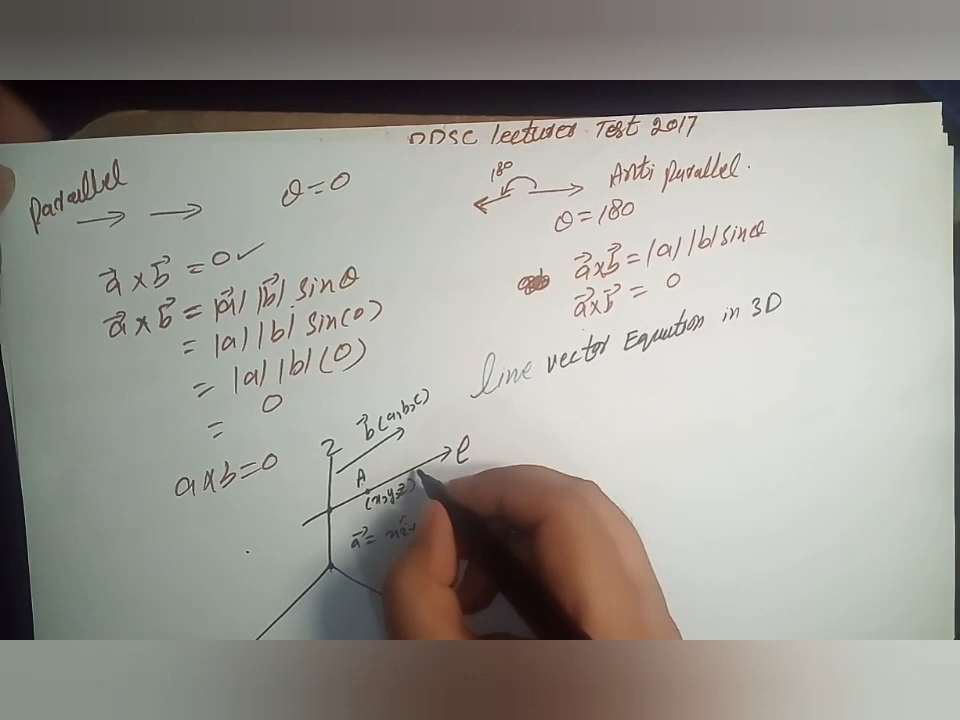 DDSC lecturer Test 2017
Parallel
θ=0
a⃗ × b⃗ = 0 ✓
a⃗ × b⃗ = |a⃗| |b⃗| sinθ
= |a| |b| sin(0)
= |a| |b| (0)
= 0
a×b=0
180
Anti parallel.
θ=180
a⃗×b⃗ = |a| |b| sinθ
a⃗×b⃗ = 0
line vector Equation in 3D
Z
b⃗(a,b,c)
A
ℓ
(x,y,z)
a⃗ =